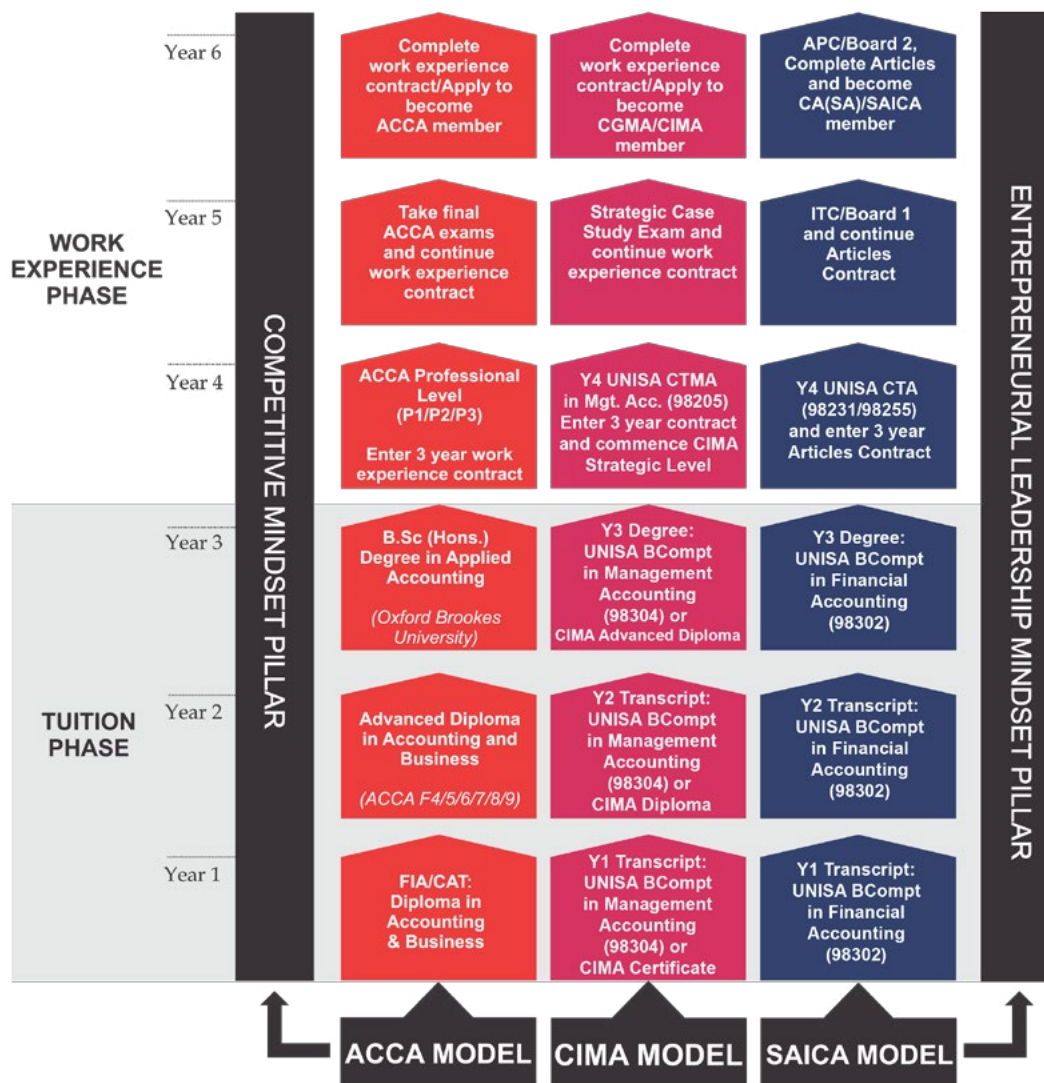 Year 6
Complete
work experience
contract/Apply to
become
ACCA member
Complete
work experience
contract/Apply to
become
CGMA/CIMA
member
APC/Board 2,
Complete Articles
and become
CA(SA)/SAICA
member
WORK
EXPERIENCE
PHASE
Year 5
Take final
ACCA exams
and continue
work experience
contract
Strategic Case
Study Exam and
continue work
experience contract
ITC/Board 1
and continue
Articles
Contract
Year 4
ACCA Professional
Level
(P1/P2/P3)
Enter 3 year work
experience contract
Y4 UNISA CTMA
in Mgt. Acc. (98205)
Enter 3 year contract
and commence CIMA
Strategic Level
Y4 UNISA CTA
(98231/98255)
and enter 3 year
Articles Contract
COMPETITIVE MINDSET PILLAR
ENTREPRENEURIAL LEADERSHIP MINDSET PILLAR
TUITION
PHASE
Year 3
B.Sc (Hons.)
Degree in Applied
Accounting
(Oxford Brookes
University)
Y3 Degree:
UNISA BCompt
in Management
Accounting
(98304) or
CIMA Advanced Diploma
Y3 Degree:
UNISA BCompt
in Financial
Accounting
(98302)
Year 2
Advanced Diploma
in Accounting and
Business
(ACCA F4/5/6/7/8/9)
Y2 Transcript:
UNISA BCompt
in Management
Accounting
(98304) or
CIMA Diploma
Y2 Transcript:
UNISA BCompt
in Financial
Accounting
(98302)
Year 1
FIA/CAT:
Diploma in
Accounting
& Business
Y1 Transcript:
UNISA BCompt
in Management
Accounting
(98304) or
CIMA Certificate
Y1 Transcript:
UNISA BCompt
in Financial
Accounting
(98302)
ACCA MODEL
CIMA MODEL
SAICA MODEL